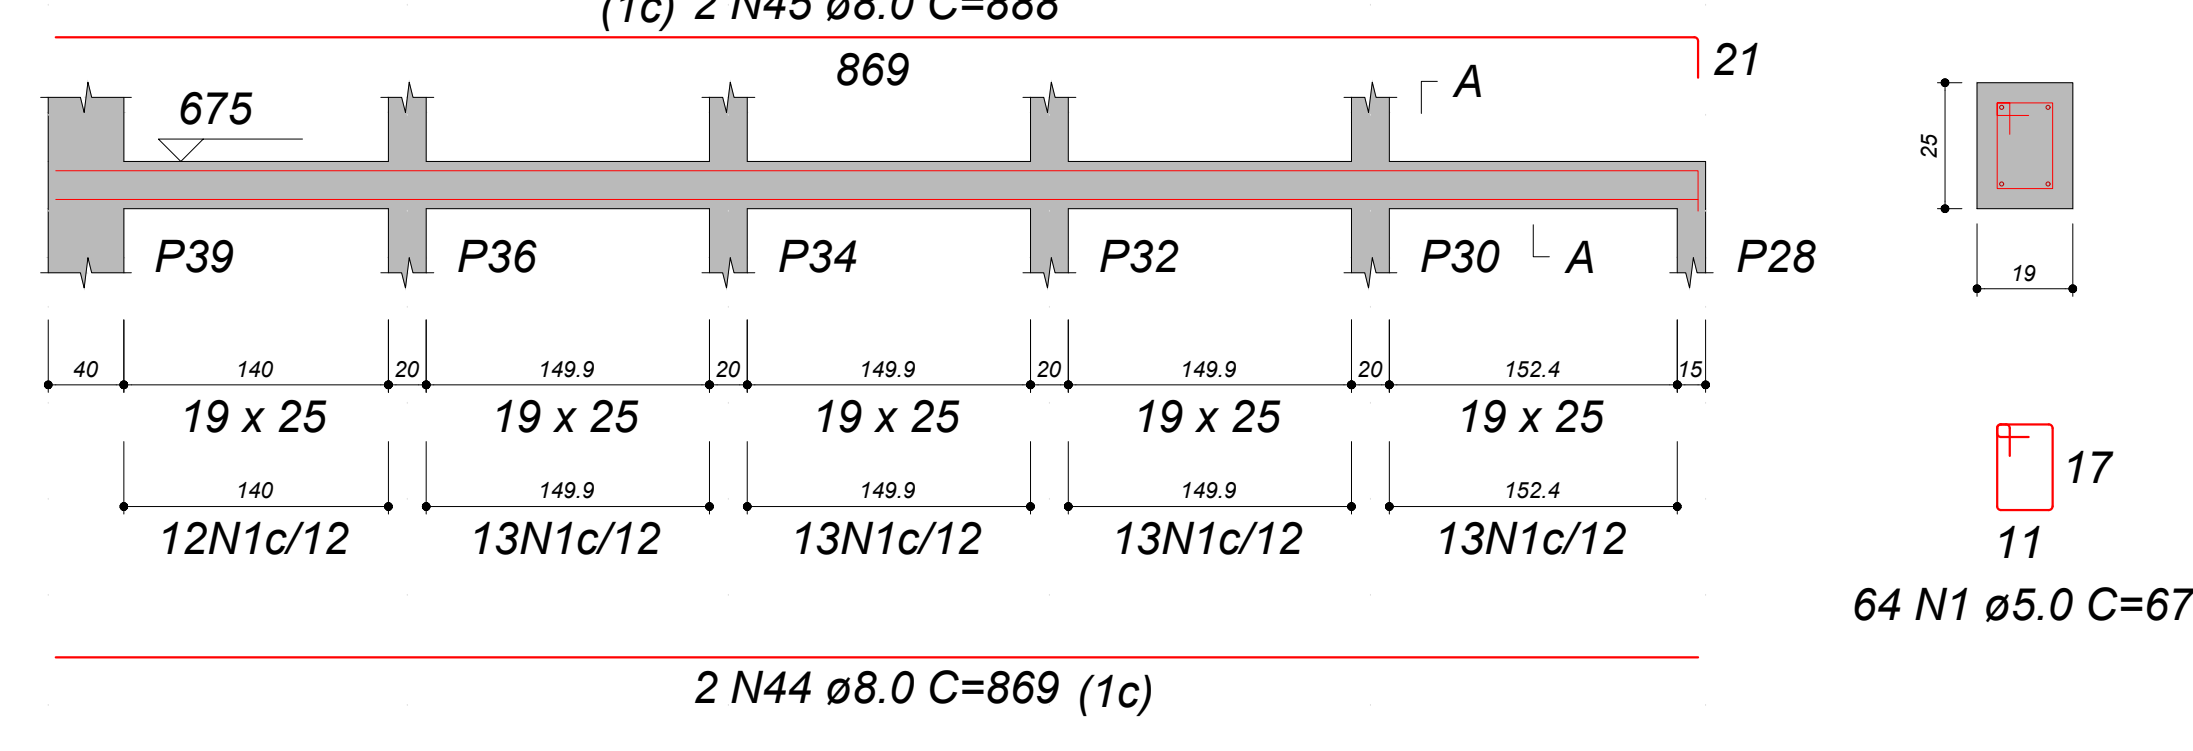 (1c) 2 N45 ø8.0 C=888
869
21
675
A
25
P39 P36 P34 P32 P30 A P28
19
40 140 20 149.9 20 149.9 20 149.9 20 152.4 15
19 x 25 19 x 25 19 x 25 19 x 25 19 x 25
17
140 149.9 149.9 149.9 152.4
12N1c/12 13N1c/12 13N1c/12 13N1c/12 13N1c/12
11
64 N1 ø5.0 C=67
2 N44 ø8.0 C=869 (1c)